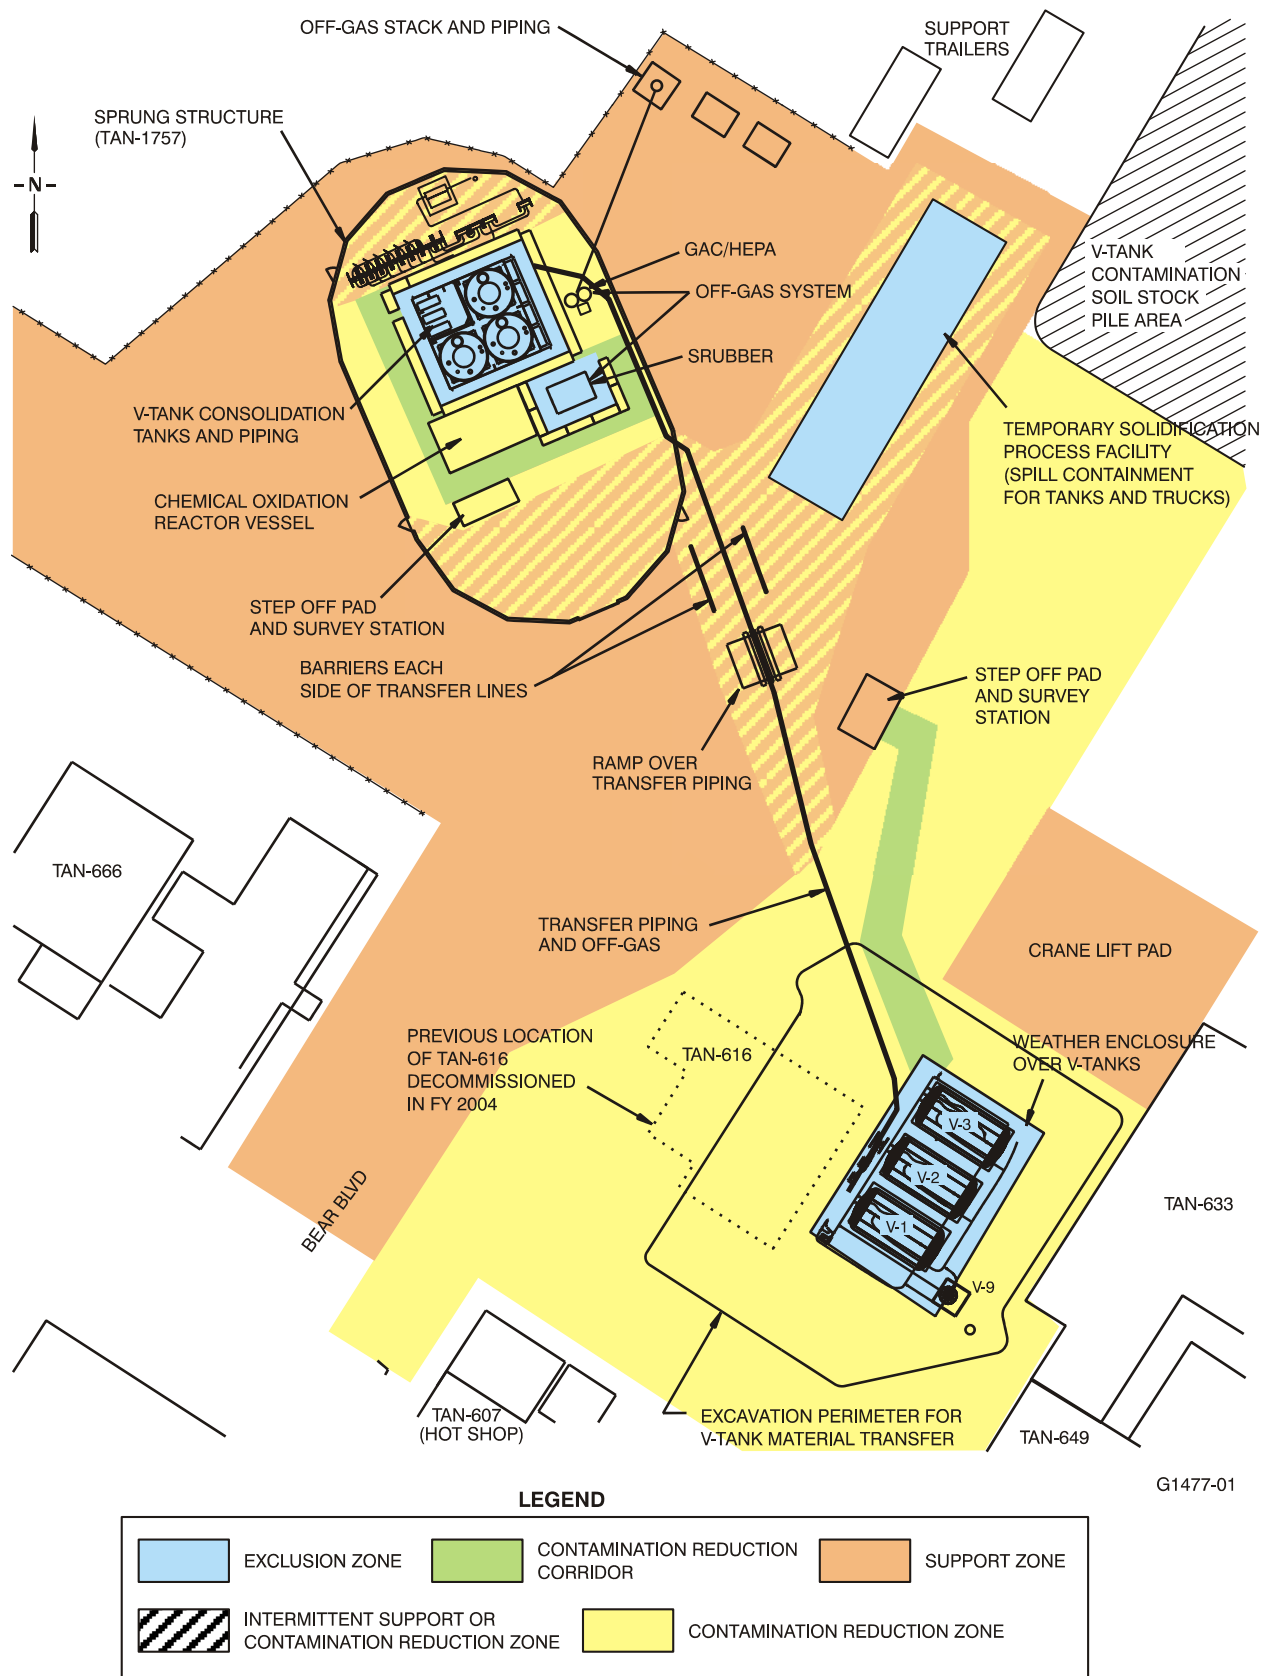 OFF-GAS STACK AND PIPING
SUPPORT
TRAILERS
SPRUNG STRUCTURE
(TAN-1757)
N
GAC/HEPA
OFF-GAS SYSTEM
SRUBBER
V-TANK
CONTAMINATION
SOIL STOCK
PILE AREA
V-TANK CONSOLIDATION
TANKS AND PIPING
TEMPORARY SOLIDIFICATION
PROCESS FACILITY
(SPILL CONTAINMENT
FOR TANKS AND TRUCKS)
CHEMICAL OXIDATION
REACTOR VESSEL
STEP OFF PAD
AND SURVEY STATION
BARRIERS EACH
SIDE OF TRANSFER LINES
STEP OFF PAD
AND SURVEY
STATION
RAMP OVER
TRANSFER PIPING
TAN-666
TRANSFER PIPING
AND OFF-GAS
CRANE LIFT PAD
PREVIOUS LOCATION
OF TAN-616
DECOMMISSIONED
IN FY 2004
TAN-616
WEATHER ENCLOSURE
OVER V-TANKS
V-3
V-2
V-1
V-9
TAN-633
BEAR BLVD
TAN-607
(HOT SHOP)
EXCAVATION PERIMETER FOR
V-TANK MATERIAL TRANSFER
TAN-649
G1477-01
LEGEND
EXCLUSION ZONE
CONTAMINATION REDUCTION
CORRIDOR
SUPPORT ZONE
INTERMITTENT SUPPORT OR
CONTAMINATION REDUCTION ZONE
CONTAMINATION REDUCTION ZONE